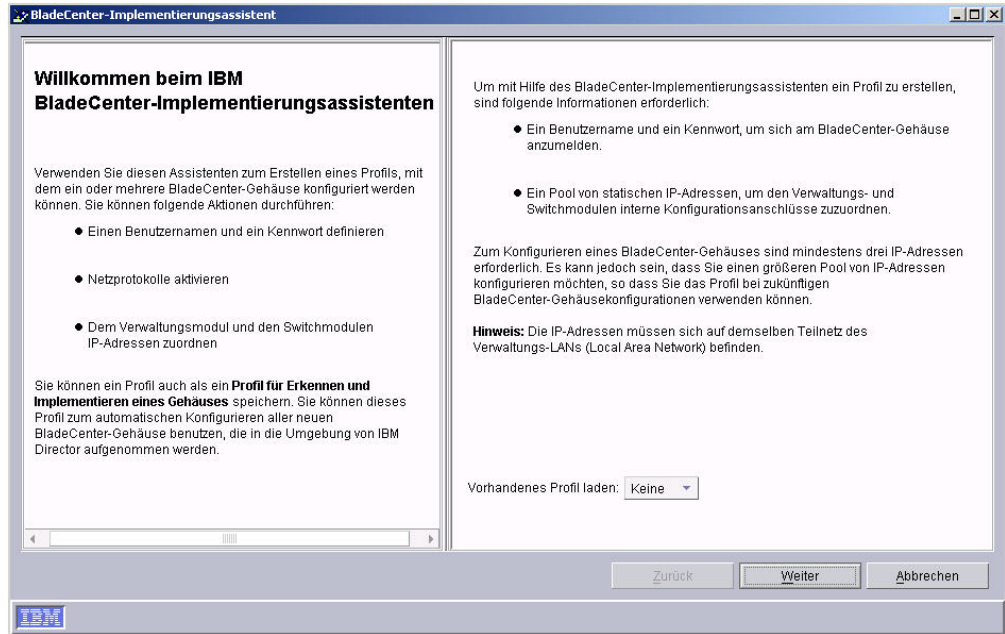 BladeCenter-Implementierungsassistent
Willkommen beim IBM
BladeCenter-Implementierungsassistenten
Verwenden Sie diesen Assistenten zum Erstellen eines Profils, mit
dem ein oder mehrere BladeCenter-Gehäuse konfiguriert werden
können. Sie können folgende Aktionen durchführen:
● Einen Benutzernamen und ein Kennwort definieren
● Netzprotokolle aktivieren
● Dem Verwaltungsmodul und den Switchmodulen
IP-Adressen zuordnen
Sie können ein Profil auch als ein Profil für Erkennen und
Implementieren eines Gehäuses speichern. Sie können dieses
Profil zum automatischen Konfigurieren aller neuen
BladeCenter-Gehäuse benutzen, die in die Umgebung von IBM
Director aufgenommen werden.
Um mit Hilfe des BladeCenter-Implementierungsassistenten ein Profil zu erstellen,
sind folgende Informationen erforderlich:
● Ein Benutzername und ein Kennwort, um sich am BladeCenter-Gehäuse
anzumelden.
● Ein Pool von statischen IP-Adressen, um den Verwaltungs- und
Switchmodulen interne Konfigurationsanschlüsse zuzuordnen.
Zum Konfigurieren eines BladeCenter-Gehäuses sind mindestens drei IP-Adressen
erforderlich. Es kann jedoch sein, dass Sie einen größeren Pool von IP-Adressen
konfigurieren möchten, so dass Sie das Profil bei zukünftigen
BladeCenter-Gehäusekonfigurationen verwenden können.
Hinweis: Die IP-Adressen müssen sich auf demselben Teilnetz des
Verwaltungs-LANs (Local Area Network) befinden.
Vorhandenes Profil laden: Keine
Zurück Weiter Abbrechen
IBM